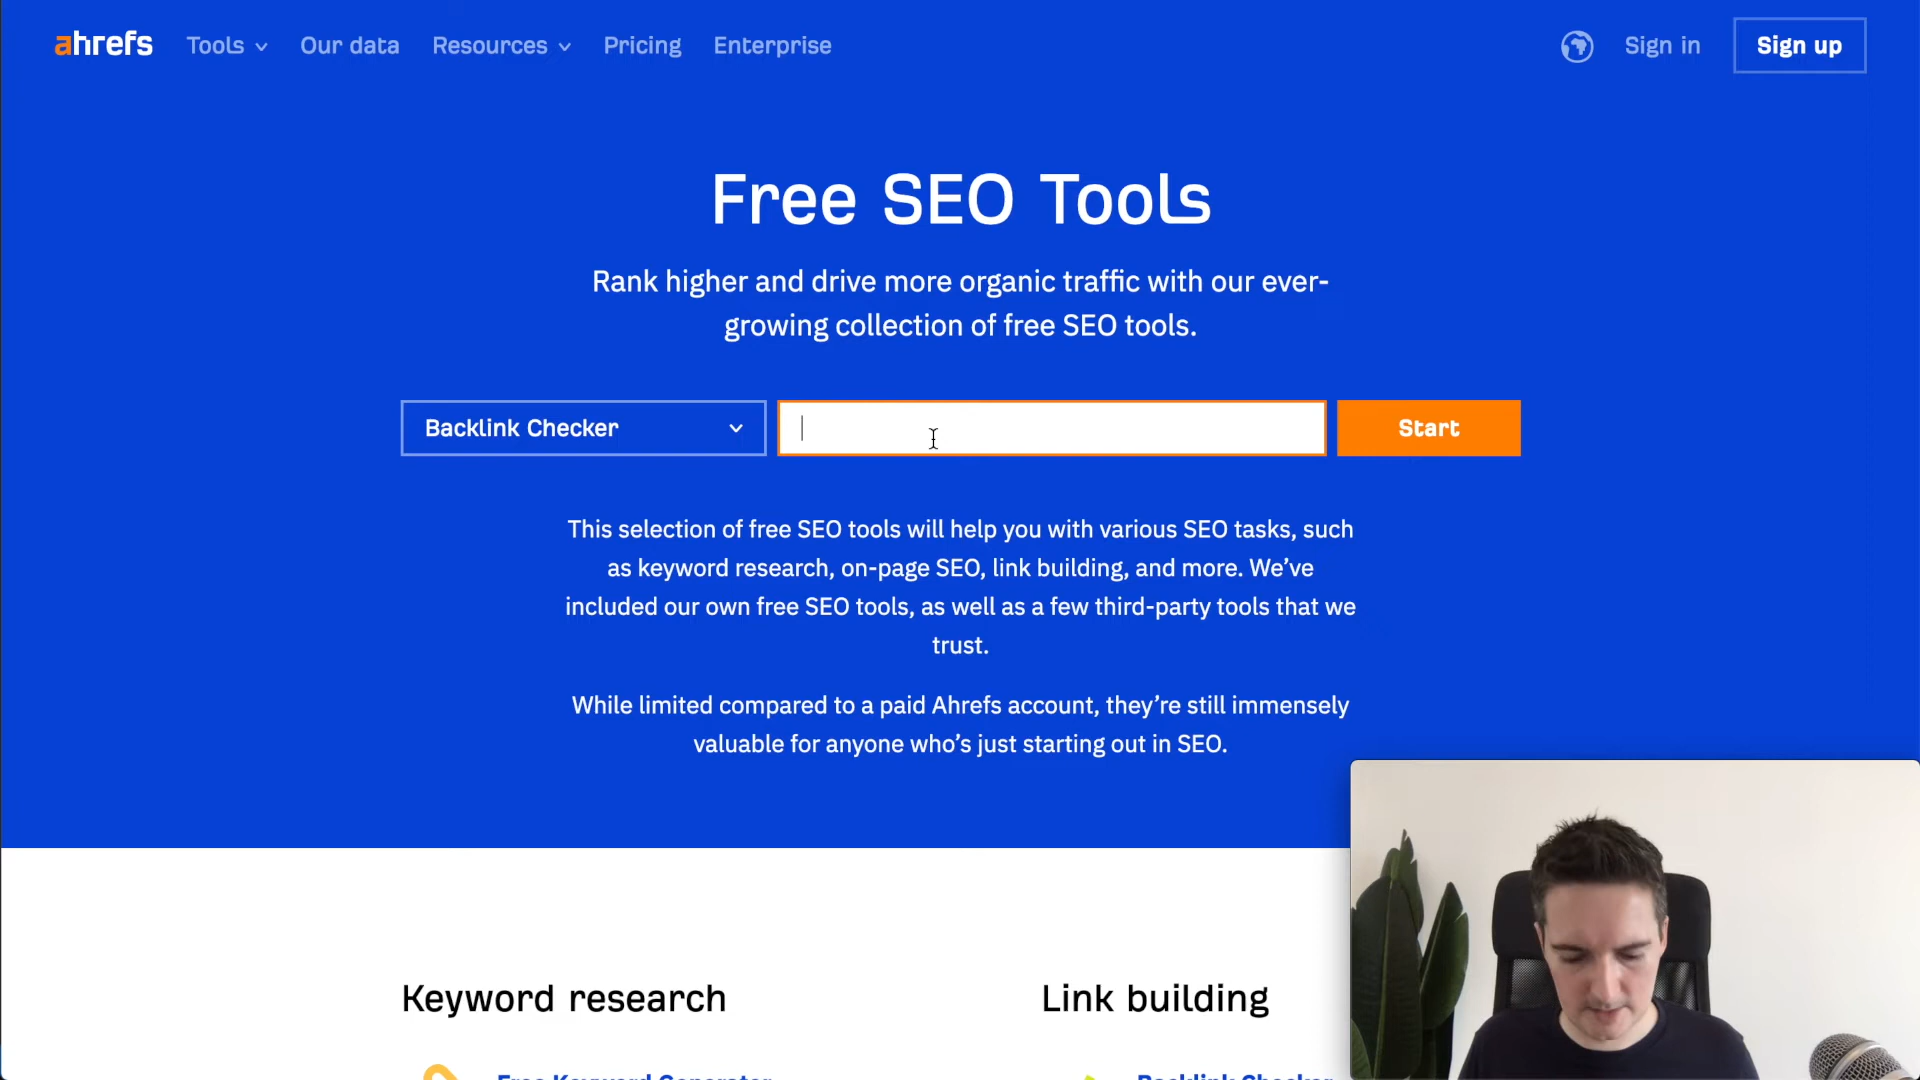 ahrefs Tools Our data Resources Pricing Enterprise Sign in Sign up
Free SEO Tools
Rank higher and drive more organic traffic with our ever-
growing collection of free SEO tools.
Backlink Checker Start
This selection of free SEO tools will help you with various SEO tasks, such
as keyword research, on-page SEO, link building, and more. We’ve
included our own free SEO tools, as well as a few third-party tools that we
trust.
While limited compared to a paid Ahrefs account, they’re still immensely
valuable for anyone who’s just starting out in SEO.
Keyword research Link building
Free Keyword Generator Backlink Checker